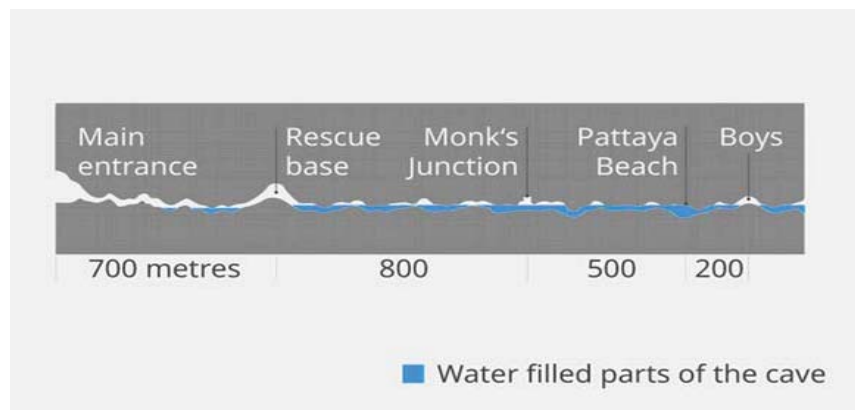 Main entrance
Rescue base
Monk's Junction
Pattaya Beach
Boys
700 metres
800
500
200
Water filled parts of the cave